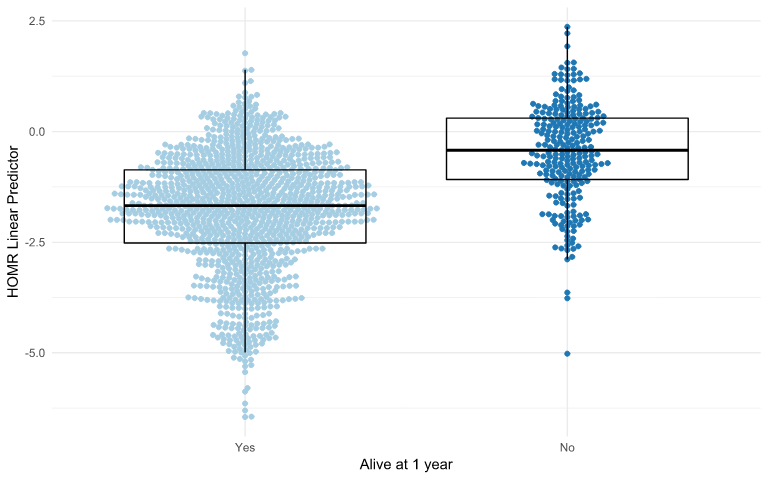 2.5
0.0
-2.5
-5.0
HOMR Linear Predictor
Yes
No
Alive at 1 year